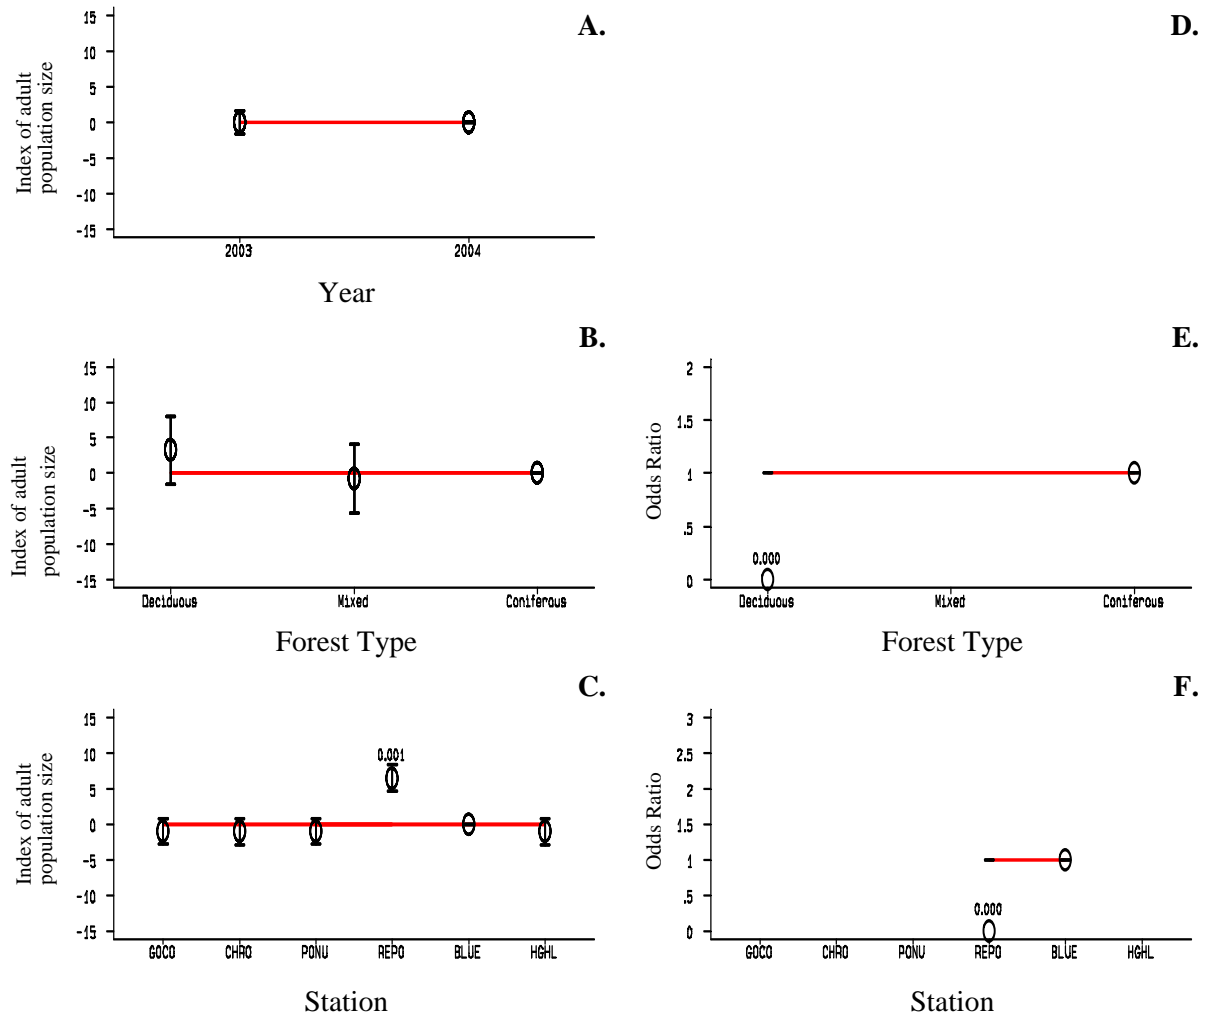 A.
15
10
5
0
-5
-10
-15
Index of adult
population size
2003
2004
Year
D.
B.
15
10
5
0
-5
-10
-15
Index of adult
population size
Deciduous
Mixed
Coniferous
Forest Type
E.
2
1.5
1
.5
0
Odds Ratio
0.000
Deciduous
Mixed
Coniferous
Forest Type
C.
15
10
5
0
-5
-10
-15
Index of adult
population size
0.001
GOCO
CHRO
REPO
BLUE
HGHL
Station
F.
3
2.5
2
1.5
1
.5
0
Odds Ratio
0.000
GOCO
CHRO
REPO
BLUE
HGHL
Station